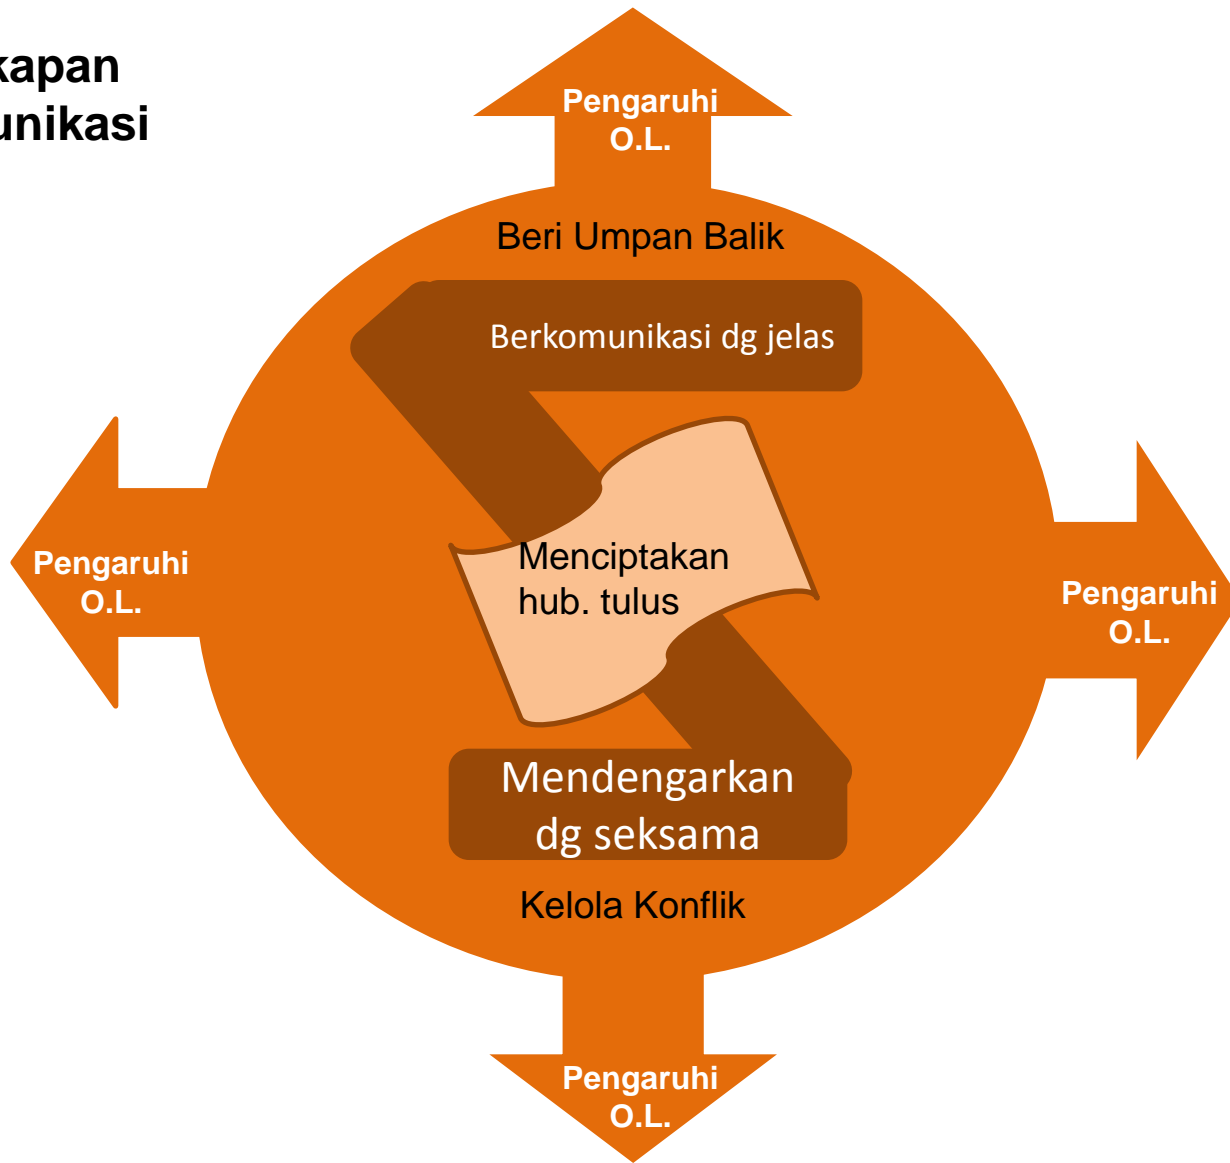 kapan
unikasi
Pengaruhi
O.L.
Beri Umpan Balik
Berkomunikasi dg jelas
Menciptakan
hub. tulus
Pengaruhi
O.L.
Pengaruhi
O.L.
Mendengarkan
dg seksama
Kelola Konflik
Pengaruhi
O.L.